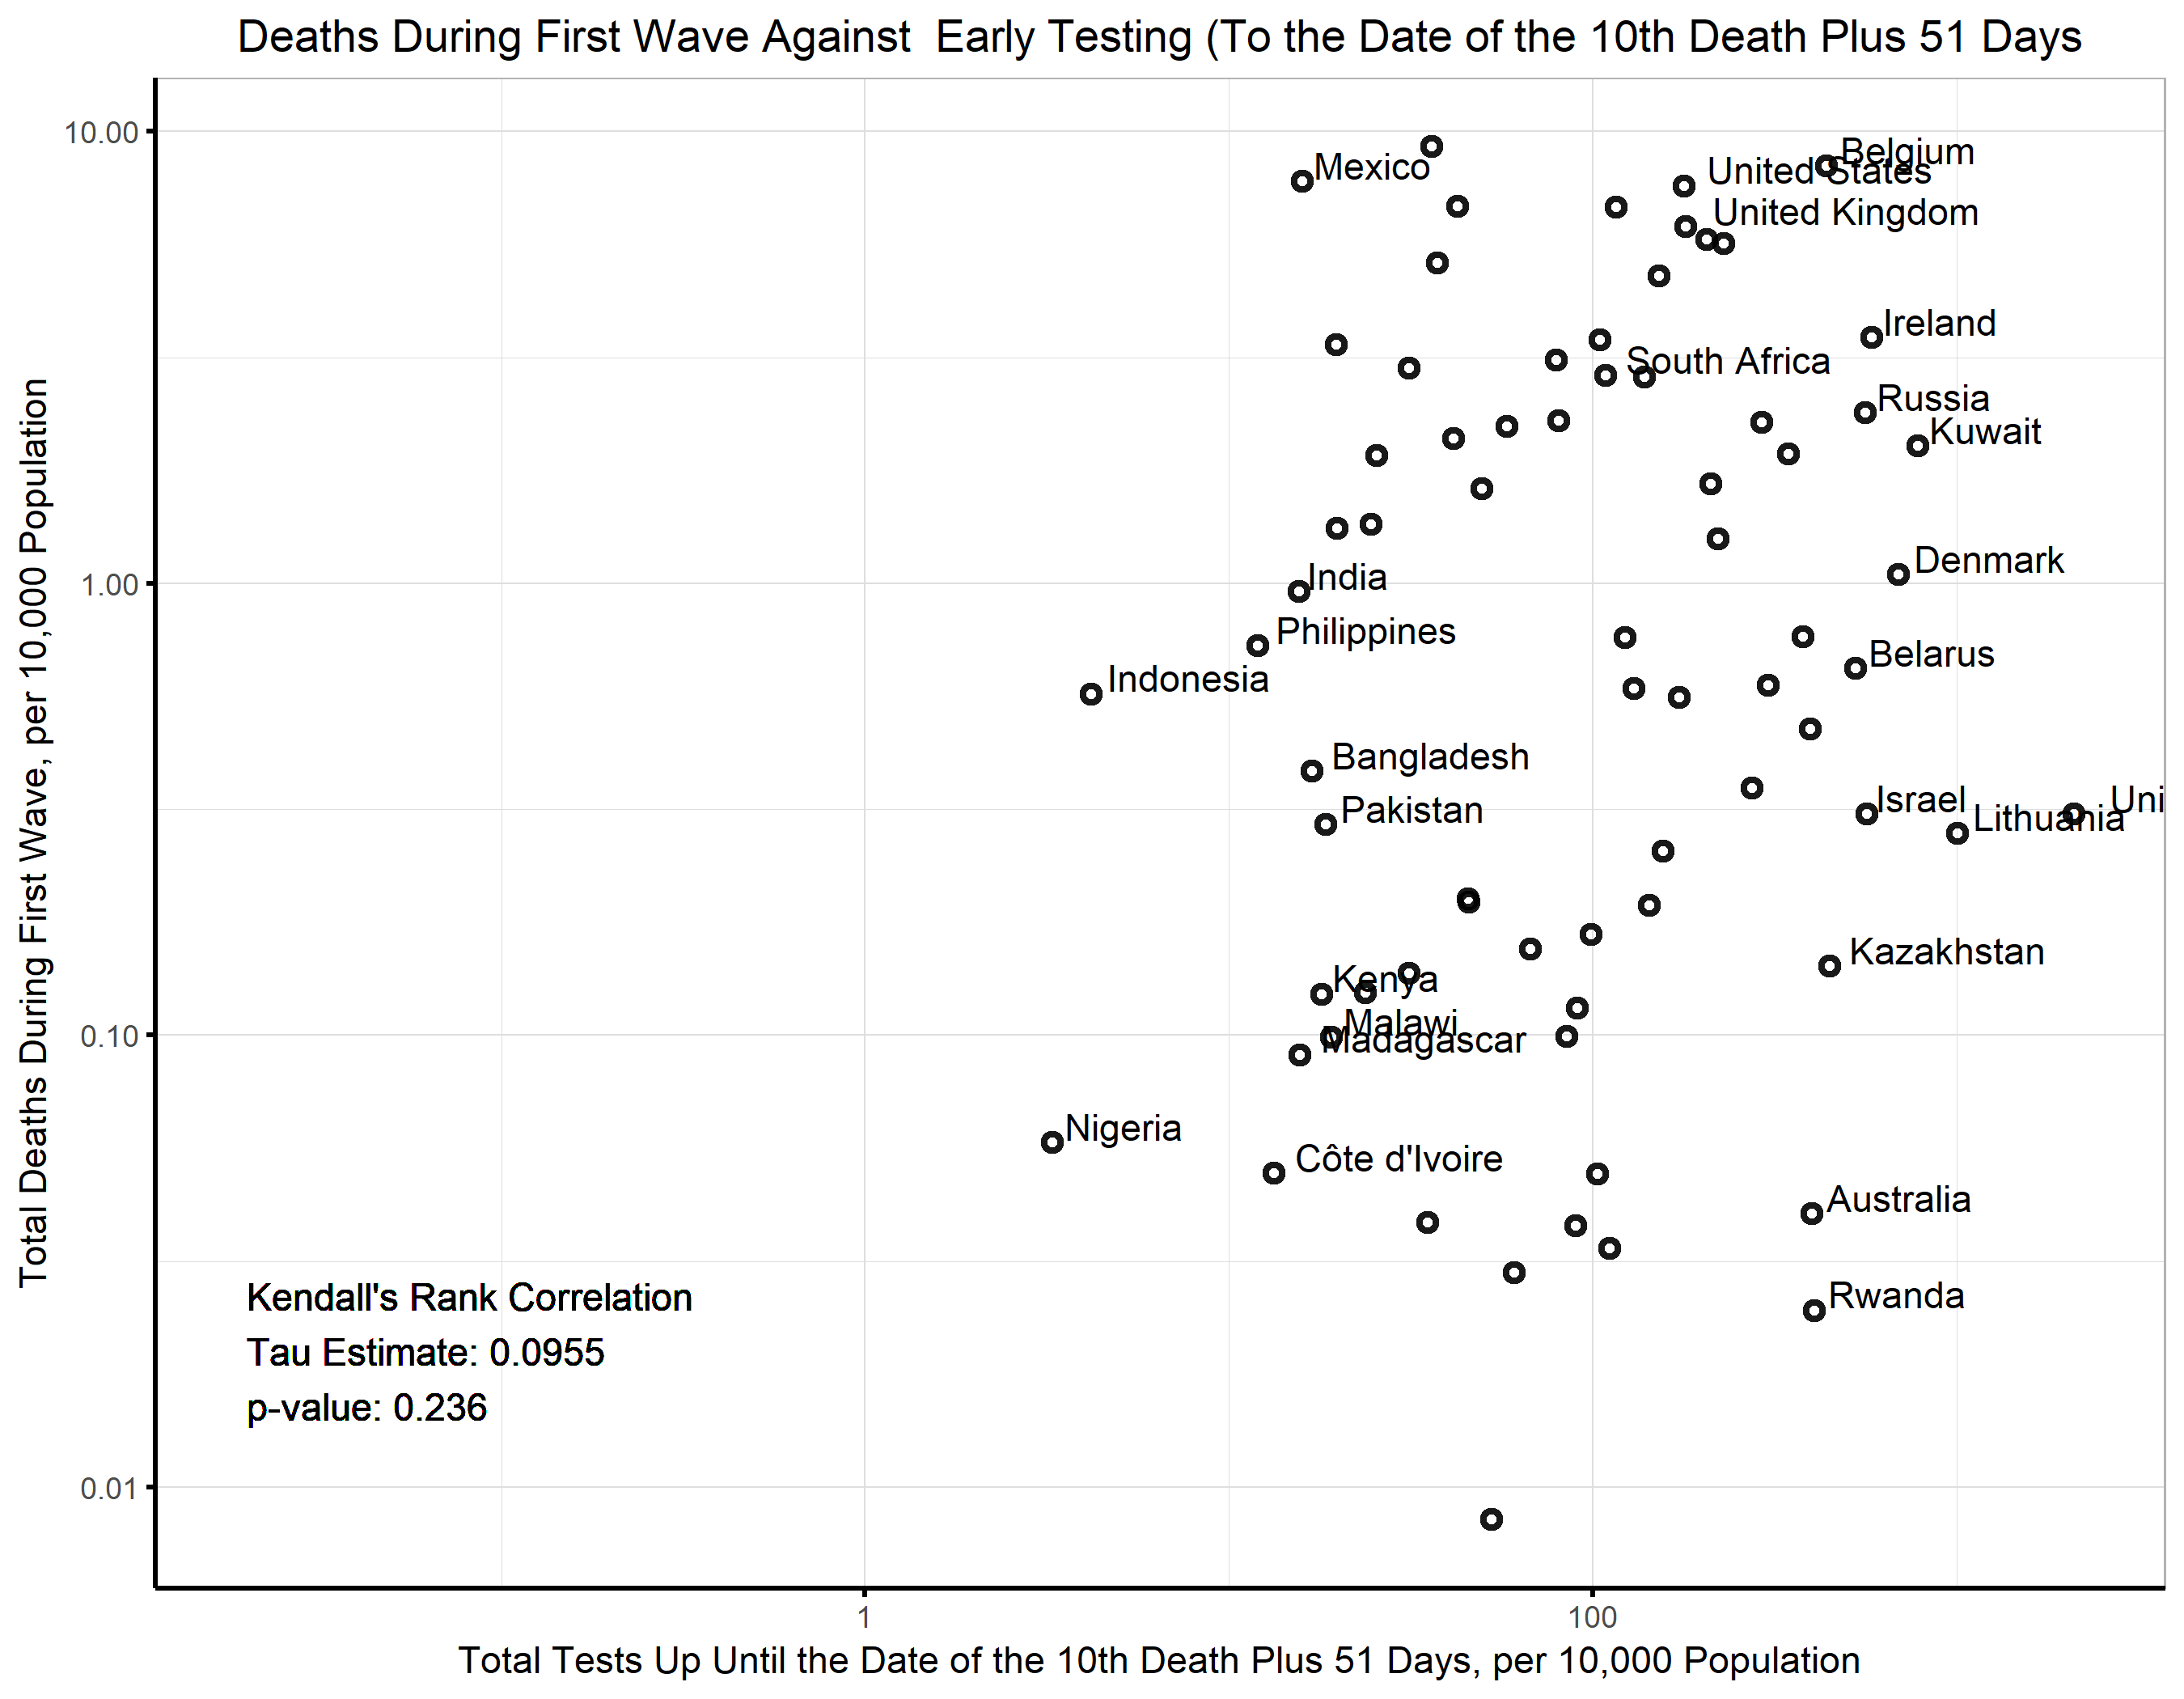 Deaths During First Wave Against  Early Testing (To the Date of the 10th Death Plus 51 Days
Total Deaths During First Wave, per 10,000 Population
10.00
1.00
0.10
0.01
Belgium
Mexico
United States
United Kingdom
Ireland
South Africa
Russia
Kuwait
Denmark
India
Philippines
Belarus
Indonesia
Bangladesh
Israel
Uni
Pakistan
Lithuania
Kazakhstan
Kenya
Malawi
Madagascar
Nigeria
Côte d'Ivoire
Australia
Rwanda
Kendall's Rank Correlation
Tau Estimate: 0.0955
p-value: 0.236
1
100
Total Tests Up Until the Date of the 10th Death Plus 51 Days, per 10,000 Population